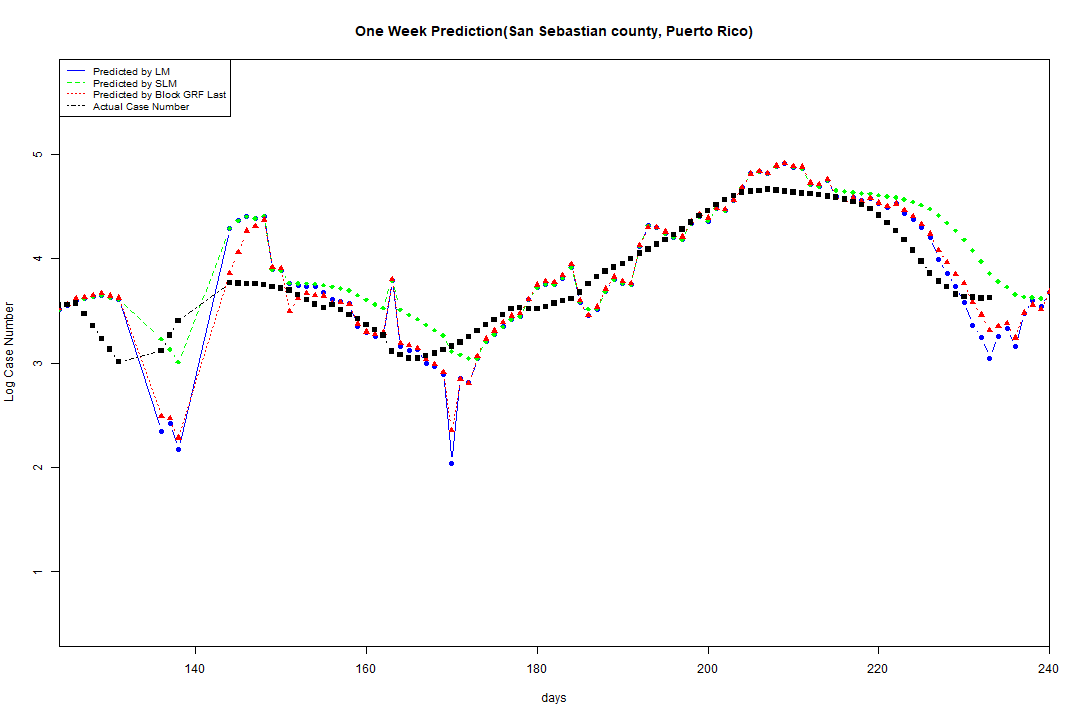 One Week Prediction(San Sebastian county, Puerto Rico)
Predicted by LM
Predicted by SLM
Predicted by Block GRF Last
Actual Case Number
Log Case Number
5
4
3
2
1
140 160 180 200 220 240
days